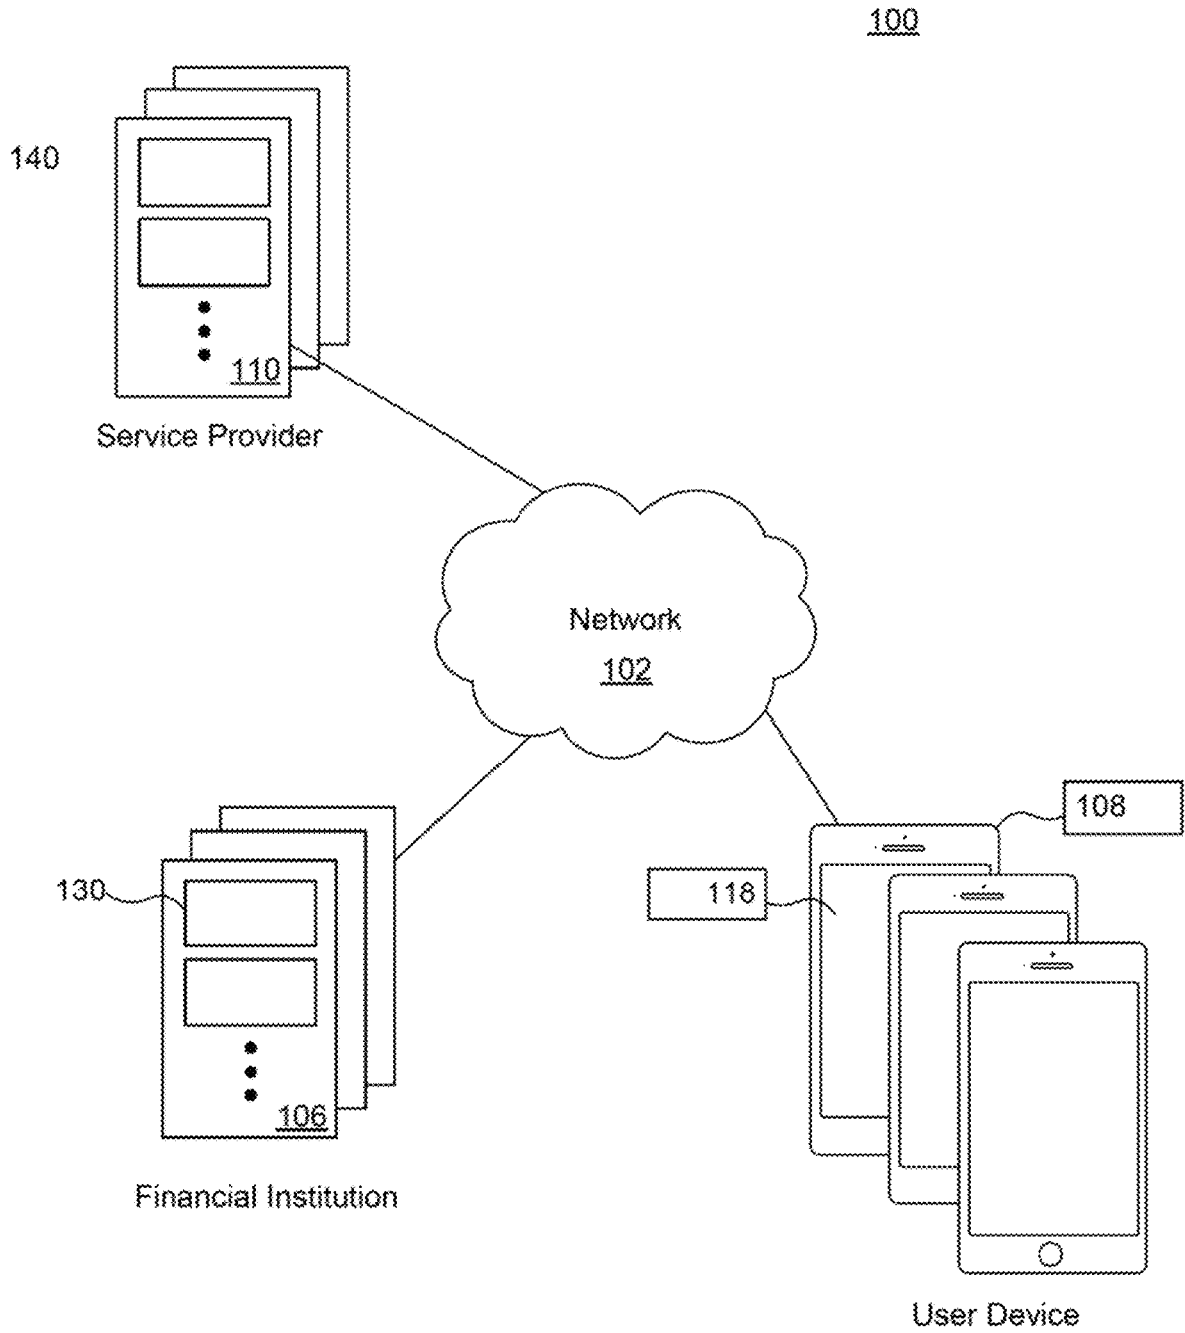 100
140
110
Service Provider
Network
102
108
118
130
106
Financial Institution
User Device